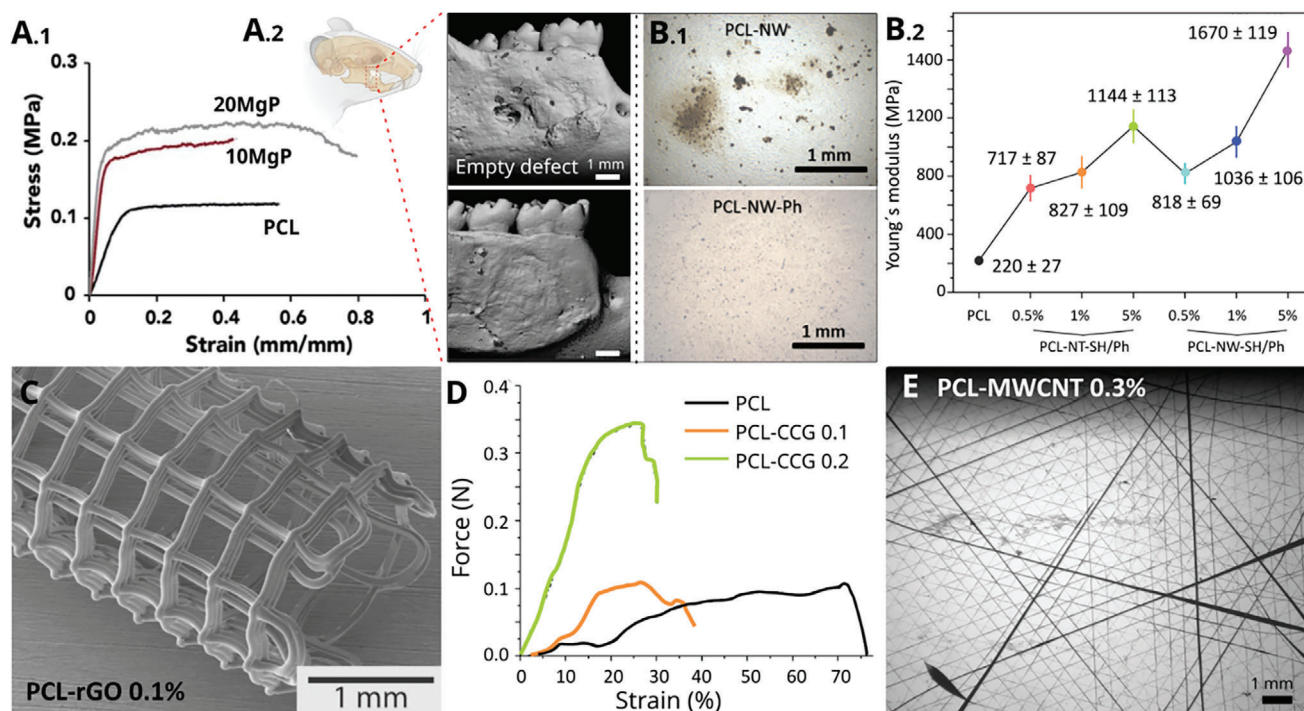 A.1
0.3
0.2
0.1
0
Stress (MPa)
20MgP
10MgP
PCL
0 0.2 0.4 0.6 0.8 1
Strain (mm/mm)
A.2
Empty defect
1 mm
B.1
PCL-NW
1 mm
PCL-NW-Ph
1 mm
B.2
1400
1200
800
400
0
Young´s modulus (MPa)
220 ± 27
717 ± 87
827 ± 109
1144 ± 113
818 ± 69
1036 ± 106
1670 ± 119
PCL 0.5% 1% 5% 0.5% 1% 5%
PCL-NT-SH/Ph PCL-NW-SH/Ph
C
PCL-rGO 0.1%
1 mm
D
0.4
0.3
0.2
0.1
0.0
Force (N)
PCL
PCL-CCG 0.1
PCL-CCG 0.2
0 10 20 30 40 50 60 70
Strain (%)
E
PCL-MWCNT 0.3%
1 mm